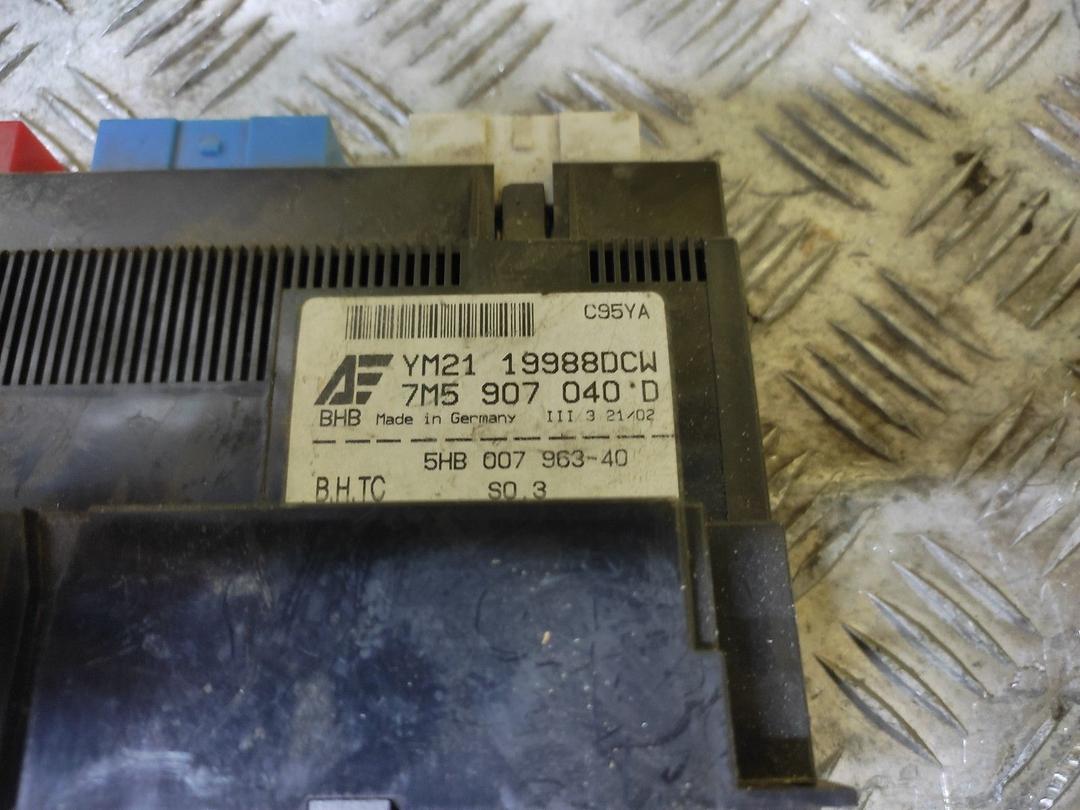 C95YA
AF YM21 19988DCW
7M5 907 040 D
BHB Made in Germany III/3 21/02
5HB 007 963-40
B.H.TC SO.3